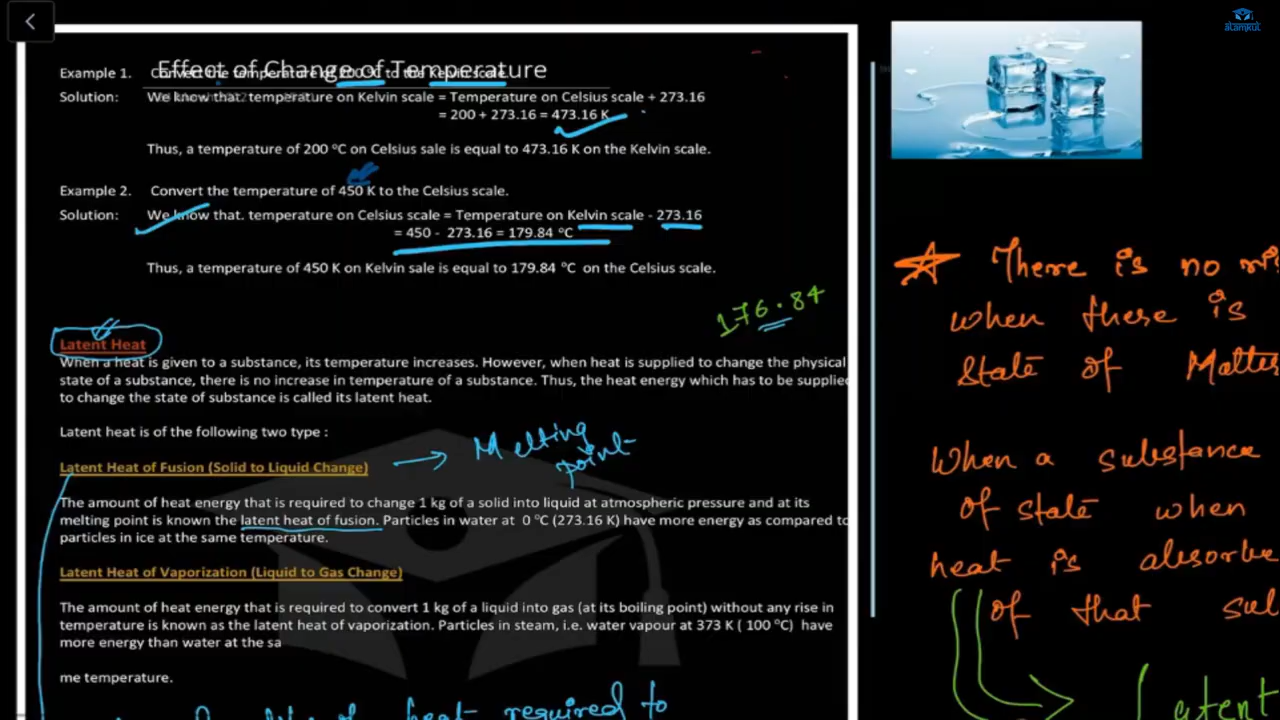 Effect of Change of Temperature
Example 1. Convert the temperature of 200 °C to the Kelvin scale.
Solution: We know that temperature on Kelvin scale = Temperature on Celsius scale + 273.16
= 200 + 273.16 = 473.16 K
Thus, a temperature of 200 °C on Celsius sale is equal to 473.16 K on the Kelvin scale.
Example 2. Convert the temperature of 450 K to the Celsius scale.
Solution: We know that. temperature on Celsius scale = Temperature on Kelvin scale - 273.16
= 450 - 273.16 = 179.84 °C
Thus, a temperature of 450 K on Kelvin sale is equal to 179.84 °C on the Celsius scale.
176.84
Latent Heat
When a heat is given to a substance, its temperature increases. However, when heat is supplied to change the physical
state of a substance, there is no increase in temperature of a substance. Thus, the heat energy which has to be supplied
to change the state of substance is called its latent heat.
Latent heat is of the following two type :
Latent Heat of Fusion (Solid to Liquid Change) → Melting
point
The amount of heat energy that is required to change 1 kg of a solid into liquid at atmospheric pressure and at its
melting point is known the latent heat of fusion. Particles in water at 0 °C (273.16 K) have more energy as compared to
particles in ice at the same temperature.
Latent Heat of Vaporization (Liquid to Gas Change)
The amount of heat energy that is required to convert 1 kg of a liquid into gas (at its boiling point) without any rise in
temperature is known as the latent heat of vaporization. Particles in steam, i.e. water vapour at 373 K ( 100 °C) have
more energy than water at the sa
me temperature.
of heat required to
alamkul
There is no
when there is
State of Matter
When a substance
of state when
heat is absorbe
of that sul
Latent